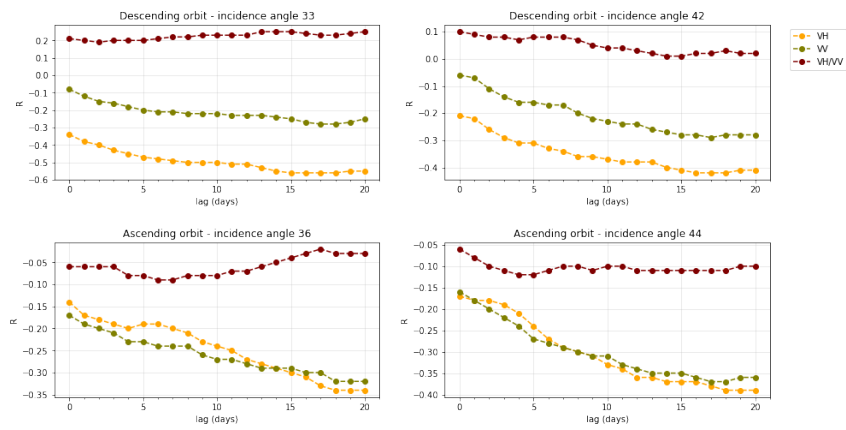 Descending orbit - incidence angle 33
0.2
0.1
0.0
−0.1
−0.2
−0.3
−0.4
−0.5
−0.6
R
0 5 10 15 20
lag (days)
Descending orbit - incidence angle 42
0.1
0.0
−0.1
−0.2
−0.3
−0.4
R
0 5 10 15 20
lag (days)
VH
VV
VH/VV
Ascending orbit - incidence angle 36
−0.05
−0.10
−0.15
−0.20
−0.25
−0.30
−0.35
R
0 5 10 15 20
lag (days)
Ascending orbit - incidence angle 44
−0.05
−0.10
−0.15
−0.20
−0.25
−0.30
−0.35
−0.40
R
0 5 10 15 20
lag (days)